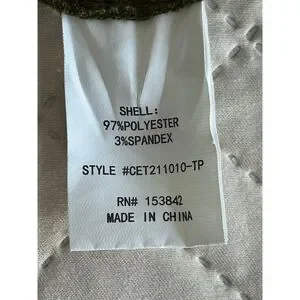 SHELL:
97%POLYESTER
3%SPANDEX
STYLE #CET211010-TP
RN# 153842
MADE IN CHINA